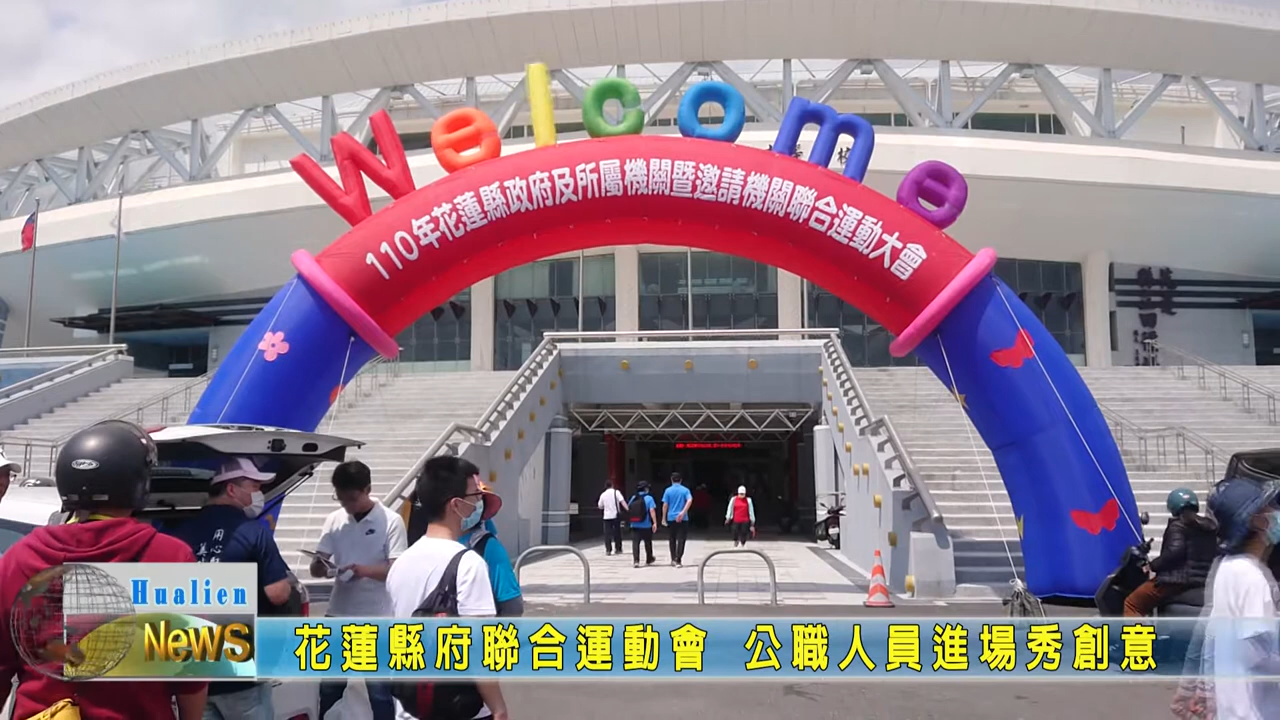 Welcome
110年花蓮縣政府及所屬機關暨邀請機關聯合運動大會
用心
Hualien
News
花蓮縣府聯合運動會 公職人員進場秀創意